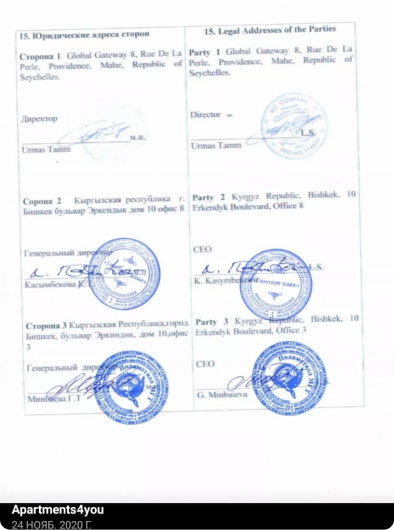 15. Юридические адреса сторон
Сторона 1 Global Gateway 8, Rue De La
Perle, Providence, Mahe, Republic of
Seychelles.
Директор
м.п.
Urmas Tamm
Сорона 2 Кыргызская республика г.
Бишкек бульвар Эркендык дом 10 офис 8
Генеральный директор
Касымбекова К.Т.
Сторона 3 Кыргызская Республика,город
Бишкек, бульвар Эркиндик, дом 10,офис
3
Генеральный
Г.Т
15. Legal Addresses of the Parties
Party 1 Global Gateway 8, Rue De La
Perle, Providence, Mahe, Republic of
Seychelles.
Director
L.S.
Urmas Tamm
Party 2 Kyrgyz Republic, Bishkek, 10
Erkendyk Boulevard, Office 8
CEO
L.S.
K. Kasymbekova
Party 3 Kyrgyz Republic, Bishkek, 10
Erkendyk Boulevard, Office 3
CEO
G. Minbaieva
Apartments4you
24 НОЯБ. 2020 Г.